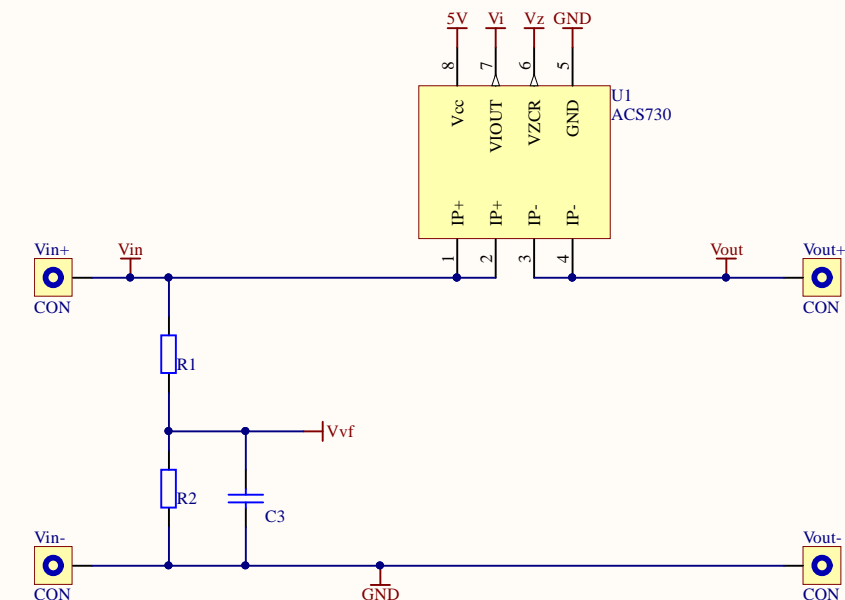 5V Vi Vz GND
8 7 6 5
U1
ACS730
Vcc VIOUT VZCR GND
IP+ IP+ IP- IP-
1 2 3 4
Vin+ Vin Vout Vout+
CON CON
R1
Vvf
R2
C3
Vin- Vout-
CON GND CON